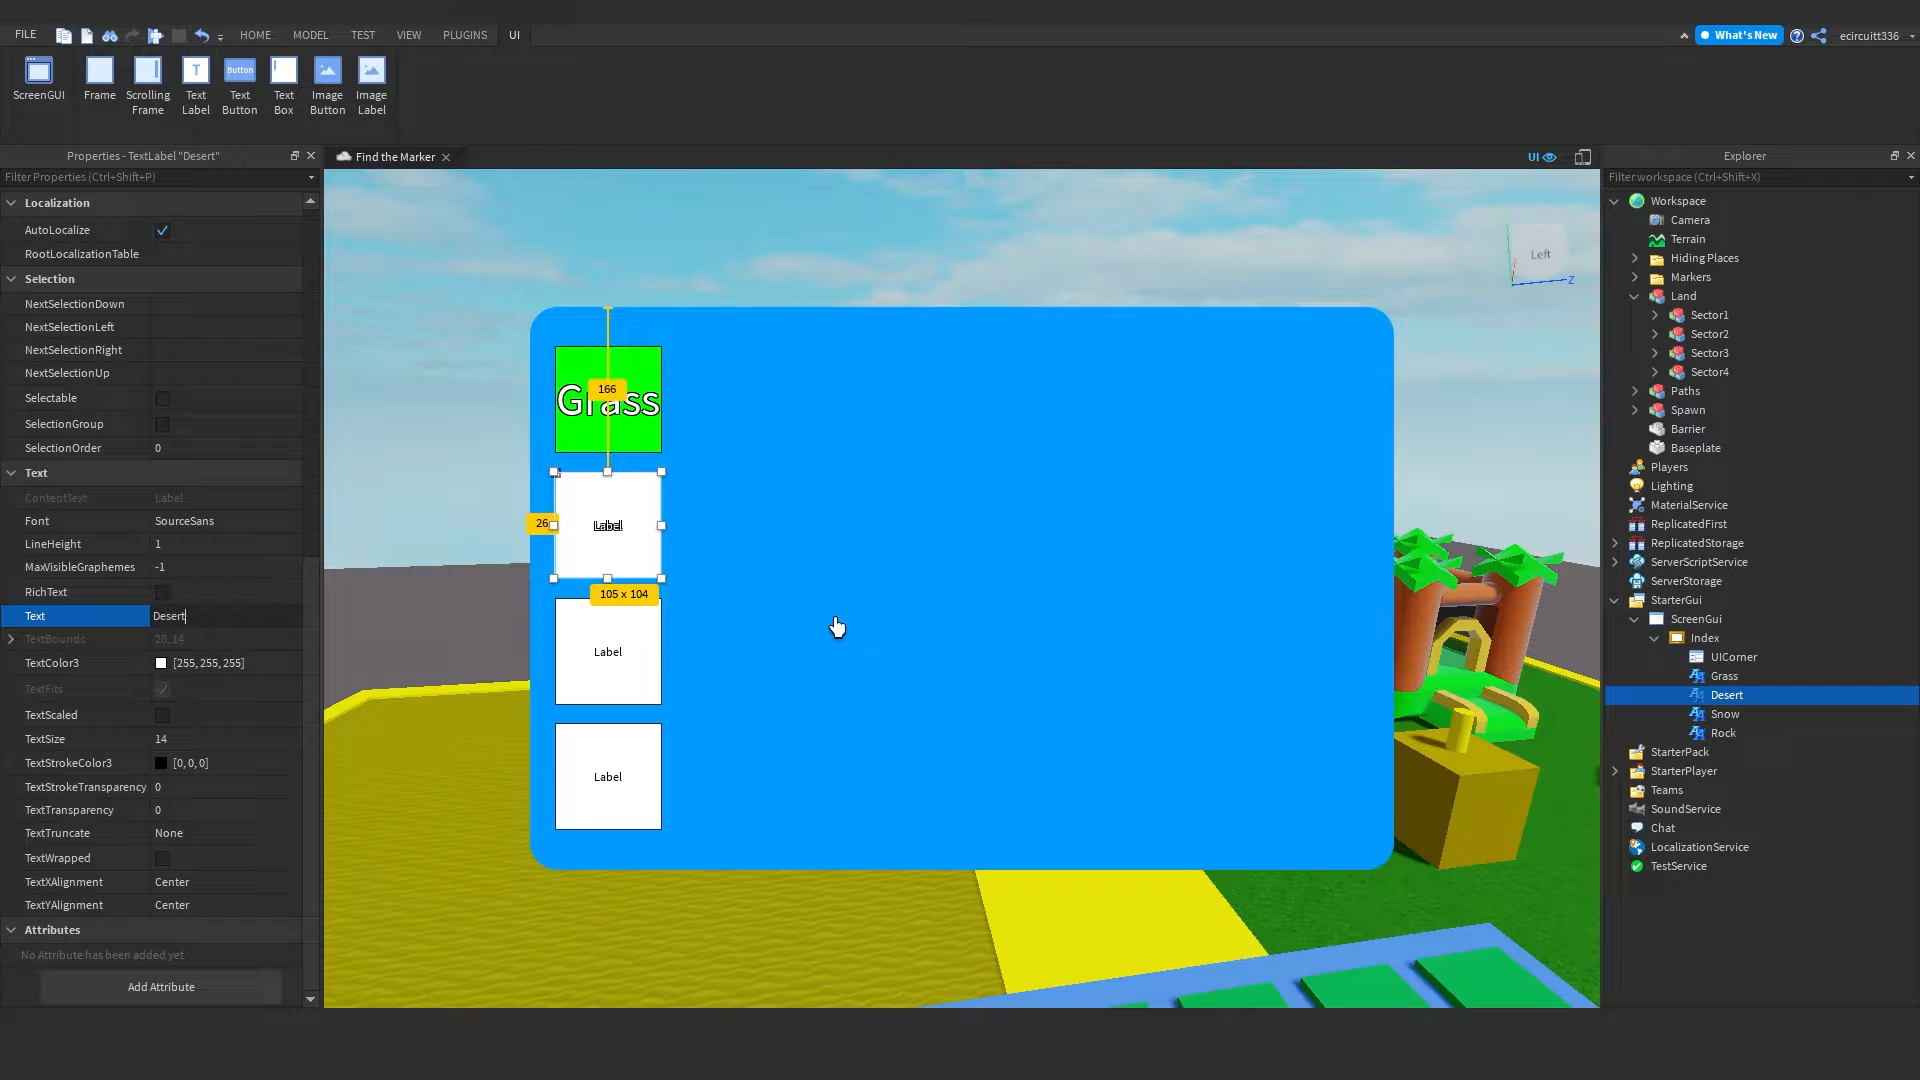 FILE
HOME
MODEL
TEST
VIEW
PLUGINS
UI
What's New
ecircuitt336
ScreenGUI
Frame
Scrolling Frame
Text Label
Button
Text Button
Text Box
Image Button
Image Label
Properties - TextLabel "Desert"
Filter Properties (Ctrl+Shift+P)
Localization
AutoLocalize
RootLocalizationTable
Selection
NextSelectionDown
NextSelectionLeft
NextSelectionRight
NextSelectionUp
Selectable
SelectionGroup
SelectionOrder 0
Text
ContentText Label
Font SourceSans
LineHeight 1
MaxVisibleGraphemes -1
RichText
Text Desert
TextBounds 28, 14
TextColor3 [255, 255, 255]
TextFits
TextScaled
TextSize 14
TextStrokeColor3 [0, 0, 0]
TextStrokeTransparency 0
TextTransparency 0
TextTruncate None
TextWrapped
TextXAlignment Center
TextYAlignment Center
Attributes
No Attribute has been added yet
Add Attribute
Find the Marker
UI
Left
Z
Grass
166
Label
26
105 x 104
Label
Label
Explorer
Filter workspace (Ctrl+Shift+X)
Workspace
Camera
Terrain
Hiding Places
Markers
Land
Sector1
Sector2
Sector3
Sector4
Paths
Spawn
Barrier
Baseplate
Players
Lighting
MaterialService
ReplicatedFirst
ReplicatedStorage
ServerScriptService
ServerStorage
StarterGui
ScreenGui
Index
UICorner
Grass
Desert
Snow
Rock
StarterPack
StarterPlayer
Teams
SoundService
Chat
LocalizationService
TestService